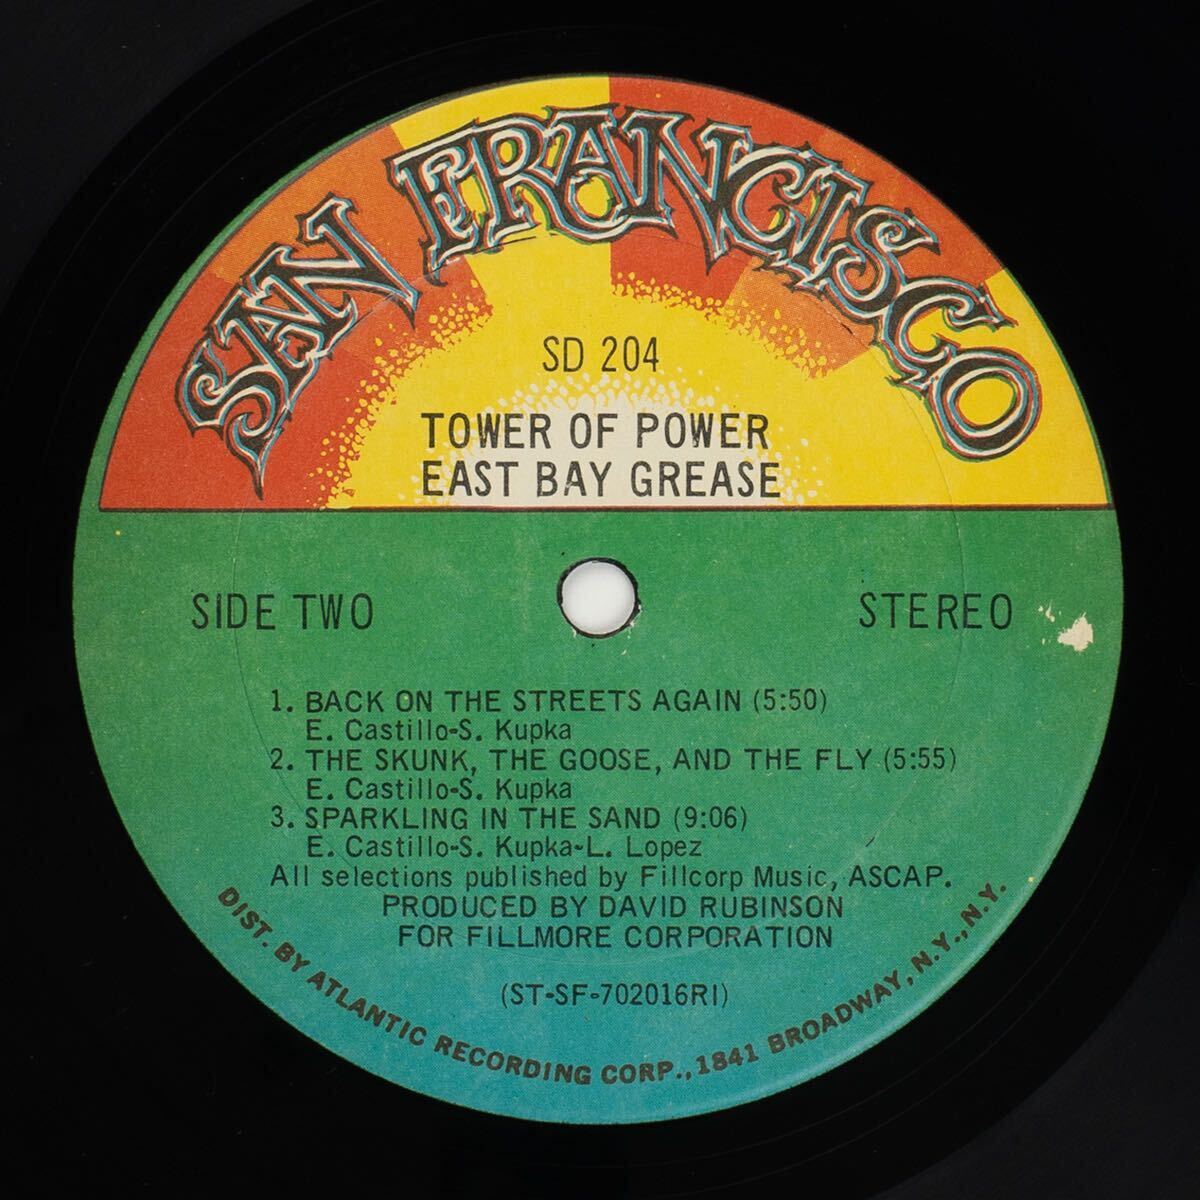 SAN FRANCISCO
SD 204
TOWER OF POWER
EAST BAY GREASE
SIDE TWO
STEREO
1. BACK ON THE STREETS AGAIN (5:50)
E. Castillo-S. Kupka
2. THE SKUNK, THE GOOSE, AND THE FLY (5:55)
E. Castillo-S. Kupka
3. SPARKLING IN THE SAND (9:06)
E. Castillo-S. Kupka-L. Lopez
All selections published by Fillcorp Music, ASCAP.
PRODUCED BY DAVID RUBINSON
FOR FILLMORE CORPORATION
(ST-SF-702016RI)
DIST. BY ATLANTIC RECORDING CORP., 1841 BROADWAY, N.Y., N.Y.